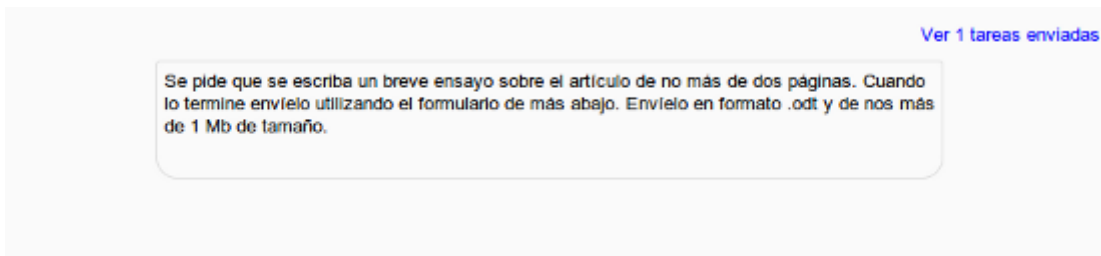 Ver 1 tareas enviadas
Se pide que se escriba un breve ensayo sobre el artículo de no más de dos páginas. Cuando
lo termine envíelo utilizando el formulario de más abajo. Envíelo en formato .odt y de nos más
de 1 Mb de tamaño.